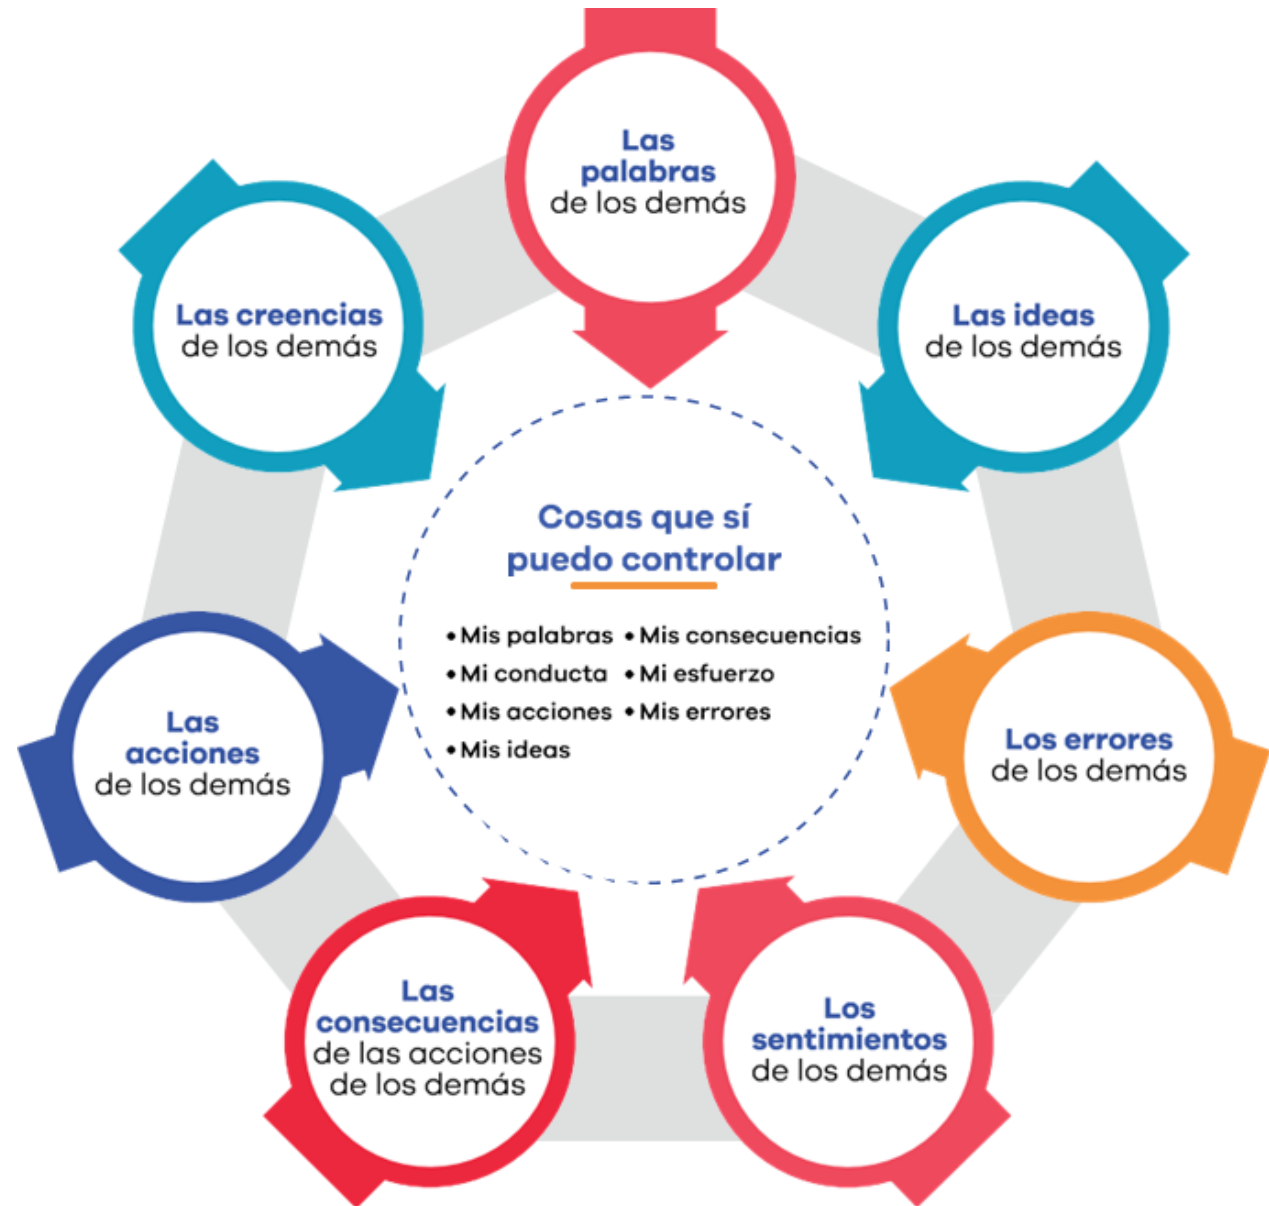 Las
palabras
de los demás
Las creencias
de los demás
Las ideas
de los demás
Cosas que sí
puedo controlar
• Mis palabras • Mis consecuencias
• Mi conducta • Mi esfuerzo
• Mis acciones • Mis errores
• Mis ideas
Las
acciones
de los demás
Los errores
de los demás
Las
consecuencias
de las acciones
de los demás
Los
sentimientos
de los demás